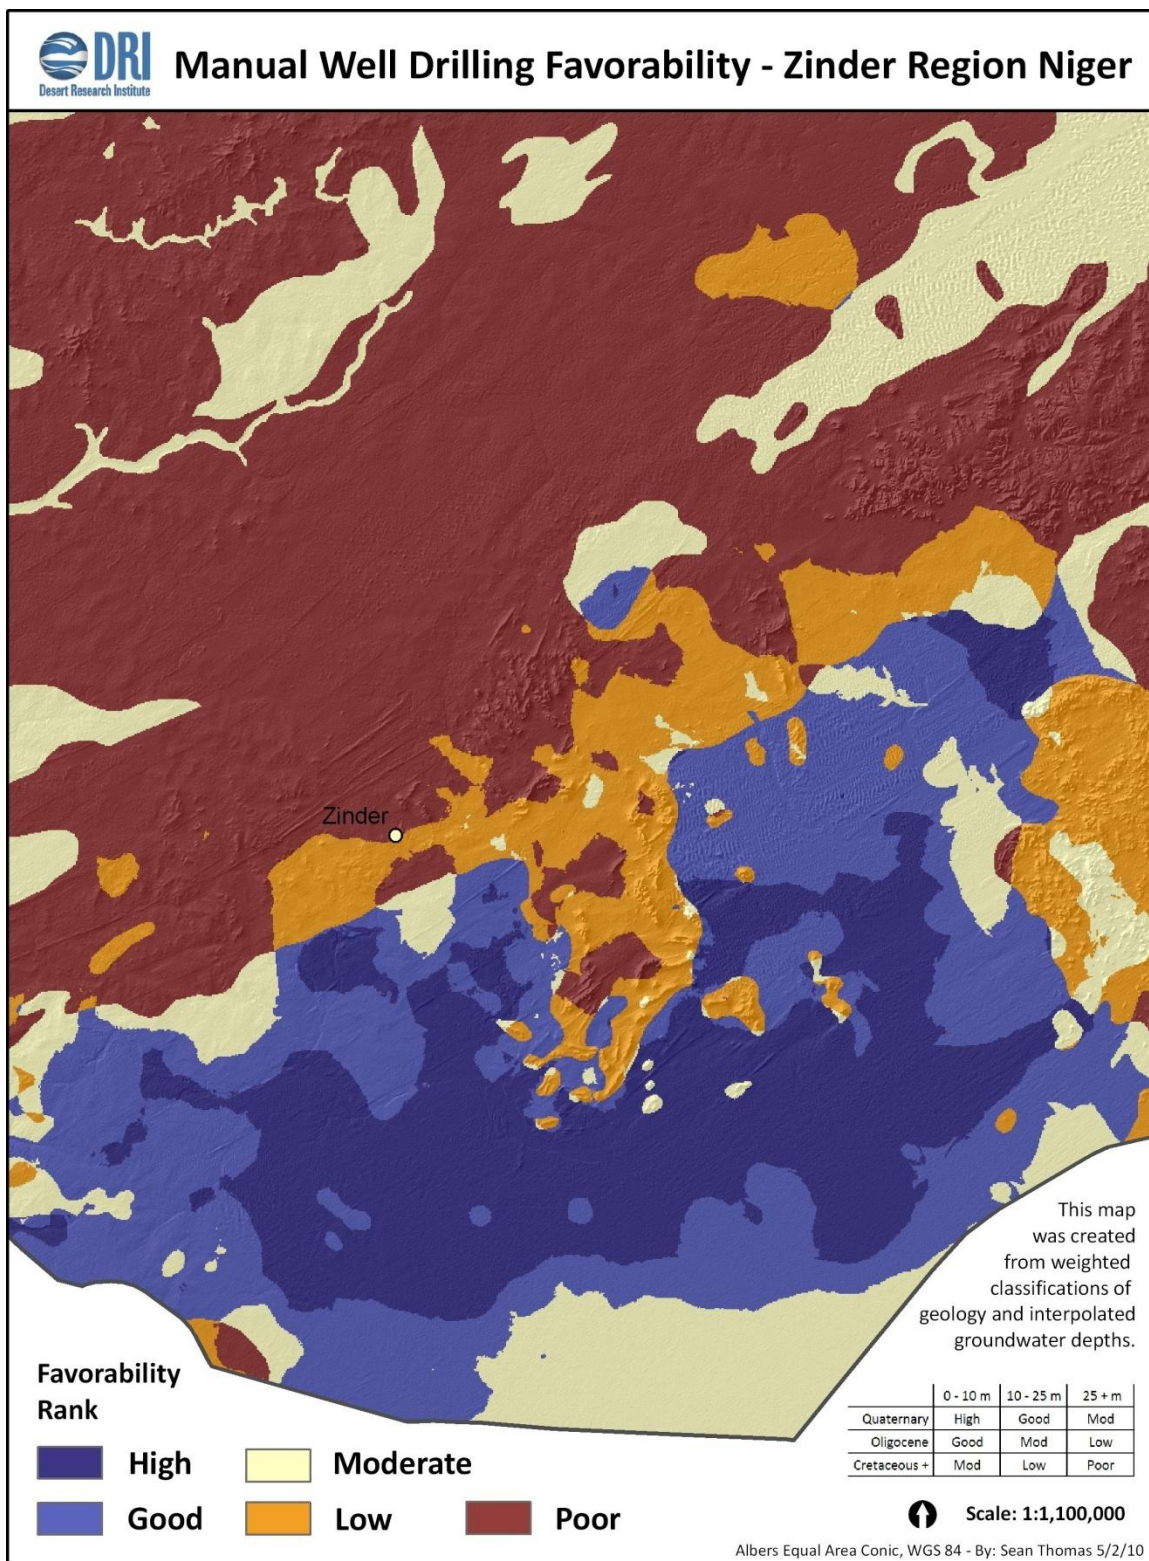 DRI
Desert Research Institute
Manual Well Drilling Favorability - Zinder Region Niger
Zinder
This map
was created
from weighted
classifications of
geology and interpolated
groundwater depths.
Favorability
Rank
High
Moderate
Good
Low
Poor
0 - 10 m 10 - 25 m 25 + m
Quaternary High Good Mod
Oligocene Good Mod Low
Cretaceous + Mod Low Poor
Scale: 1:1,100,000
Albers Equal Area Conic, WGS 84 - By: Sean Thomas 5/2/10